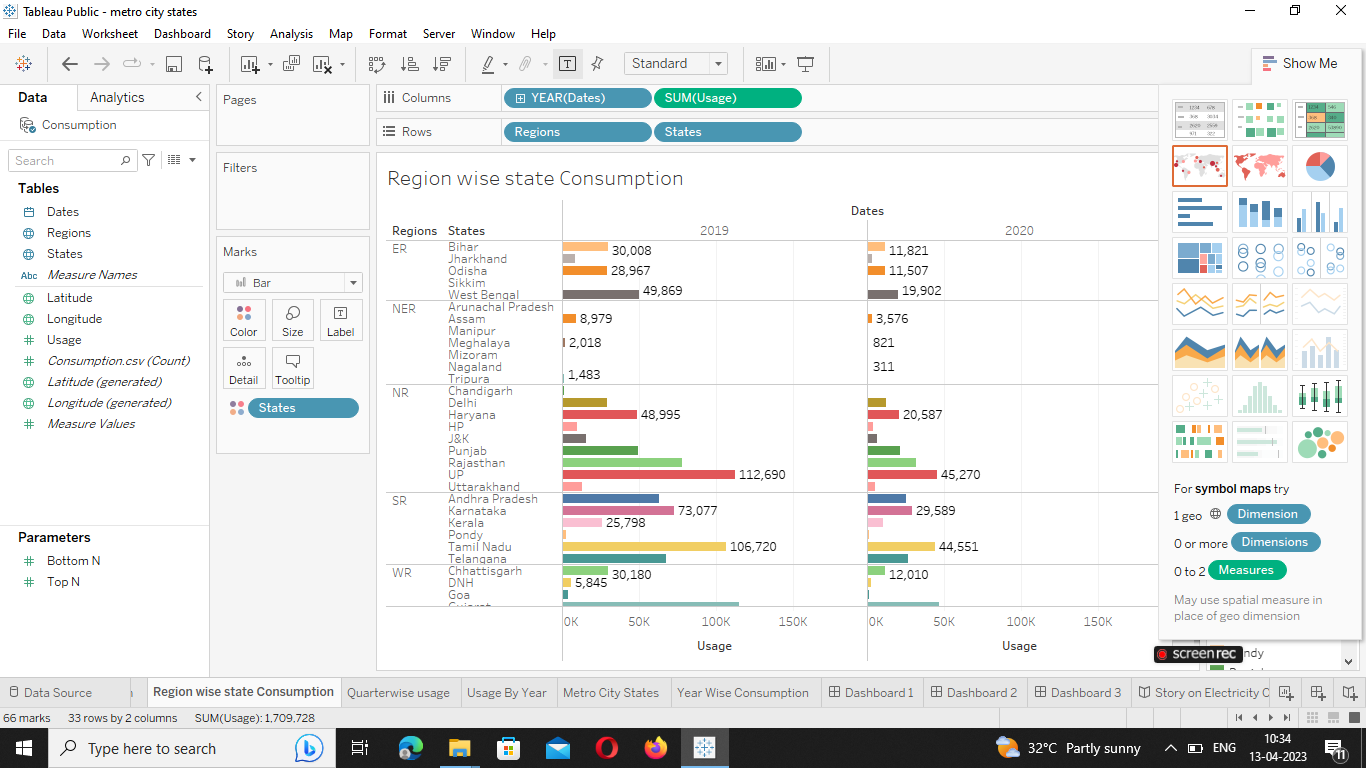 Tableau Public - metro city states
File Data Worksheet Dashboard Story Analysis Map Format Server Window Help
Standard
Show Me
Data Analytics
Consumption
Search
Tables
Dates
Regions
States
Abc Measure Names
Latitude
Longitude
Usage
Consumption.csv (Count)
Latitude (generated)
Longitude (generated)
Measure Values
Parameters
Bottom N
Top N
Pages
Filters
Marks
Bar
Color Size Label
Detail Tooltip
States
Columns YEAR(Dates) SUM(Usage)
Rows Regions States
Region wise state Consumption
Dates
Regions States 2019 2020
ER Bihar 30,008 11,821
Jharkhand
Odisha 28,967 11,507
Sikkim
West Bengal 49,869 19,902
NER Arunachal Pradesh
Assam 8,979 3,576
Manipur
Meghalaya 2,018 821
Mizoram
Nagaland 311
Tripura 1,483
NR Chandigarh
Delhi
Haryana 48,995 20,587
HP
J&K
Punjab
Rajasthan
UP 112,690 45,270
Uttarakhand
SR Andhra Pradesh
Karnataka 73,077 29,589
Kerala 25,798
Pondy
Tamil Nadu 106,720 44,551
Telangana
WR Chhattisgarh 30,180 12,010
DNH 5,845
Goa
0K 50K 100K 150K 0K 50K 100K 150K
Usage Usage
For symbol maps try
1 geo Dimension
0 or more Dimensions
0 to 2 Measures
May use spatial measure in
place of geo dimension
screenrec
Data Source Region wise state Consumption Quarterwise usage Usage By Year Metro City States Year Wise Consumption Dashboard 1 Dashboard 2 Dashboard 3 Story on Electricity C
66 marks 33 rows by 2 columns SUM(Usage): 1,709,728
Type here to search
32°C Partly sunny
ENG
10:34
13-04-2023
11